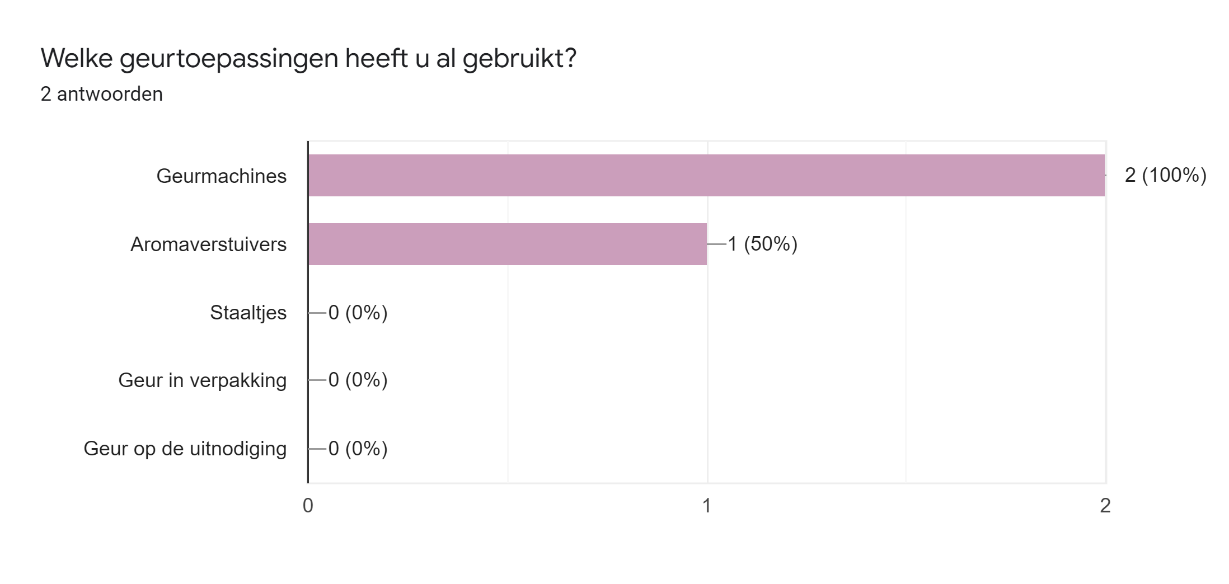 Welke geurtoepassingen heeft u al gebruikt?
2 antwoorden
Geurmachines 2 (100%)
Aromaverstuivers 1 (50%)
Staaltjes 0 (0%)
Geur in verpakking 0 (0%)
Geur op de uitnodiging 0 (0%)
0 1 2